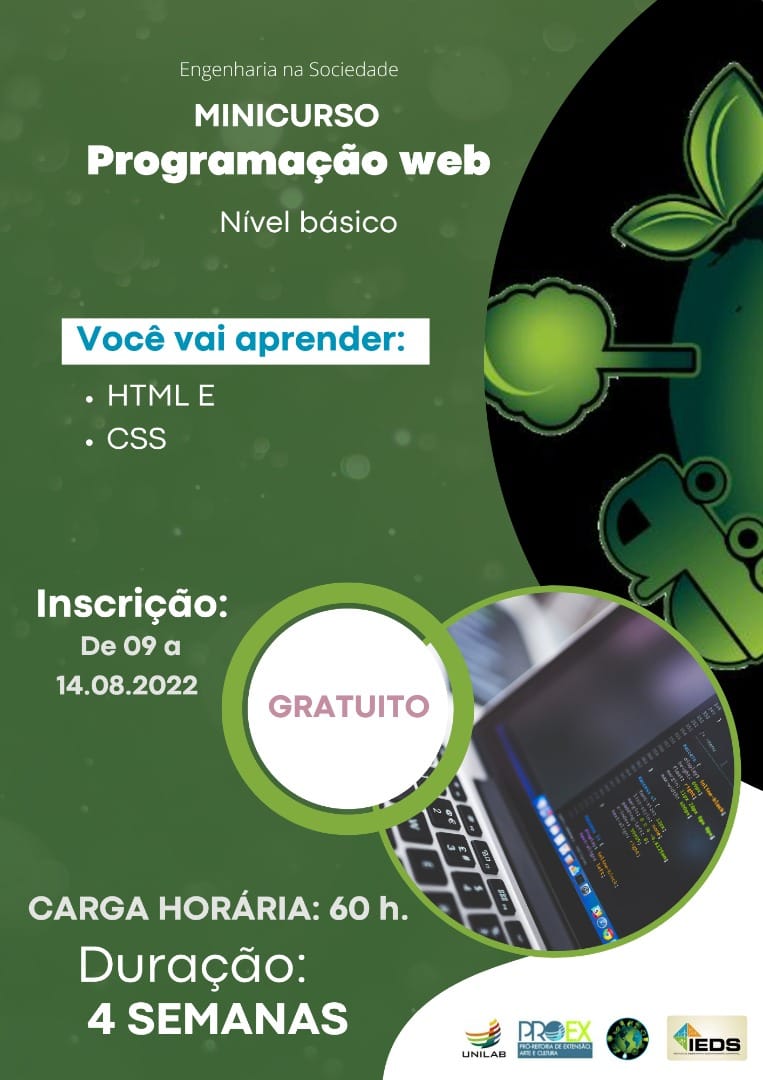 Engenharia na Sociedade
MINICURSO
Programação web
Nível básico
Você vai aprender:
• HTML E
• CSS
Inscrição:
De 09 a
14.08.2022
GRATUITO
CARGA HORÁRIA: 60 h.
Duração:
4 SEMANAS
UNILAB
PROEX
PRÓ-REITORIA DE EXTENSÃO,
ARTE E CULTURA
IEDS